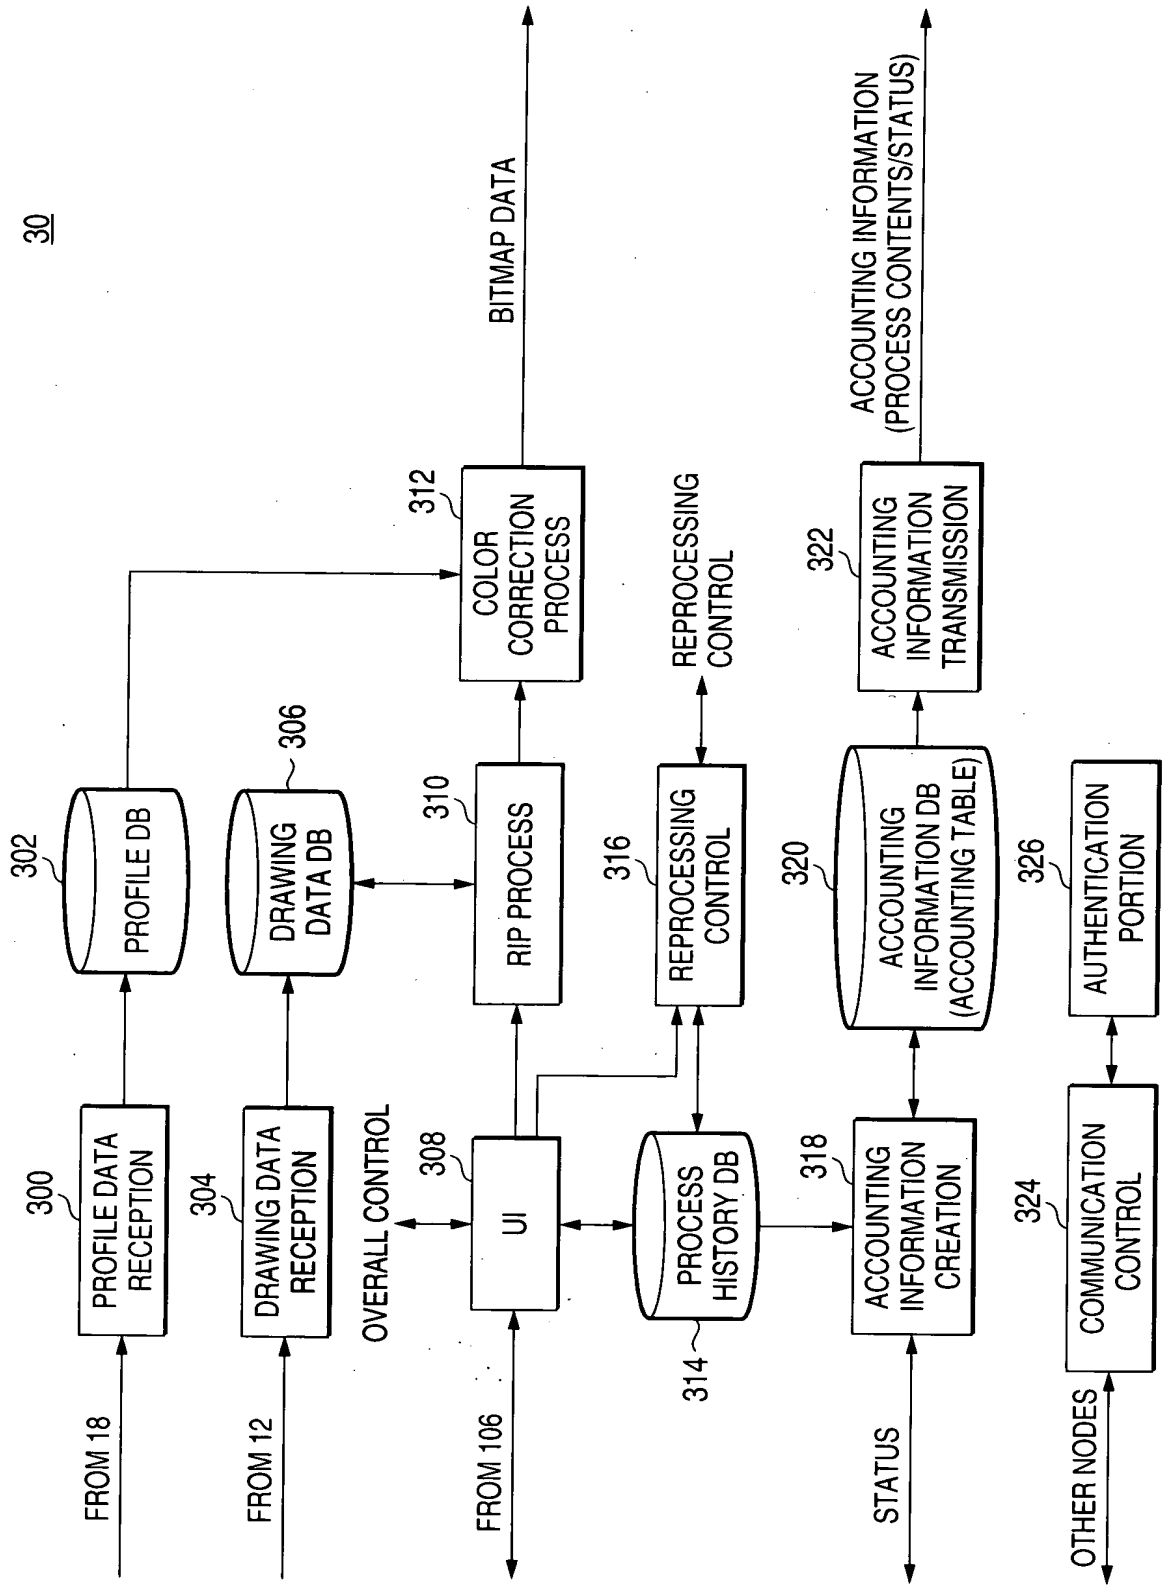 30
FROM 18
300
PROFILE DATA
RECEPTION
302
PROFILE DB
FROM 12
304
DRAWING DATA
RECEPTION
306
DRAWING
DATA DB
OVERALL CONTROL
FROM 106
308
UI
310
RIP PROCESS
312
COLOR
CORRECTION
PROCESS
BITMAP DATA
314
PROCESS
HISTORY DB
316
REPROCESSING
CONTROL
REPROCESSING
CONTROL
STATUS
318
ACCOUNTING
INFORMATION
CREATION
320
ACCOUNTING
INFORMATION DB
(ACCOUNTING TABLE)
322
ACCOUNTING
INFORMATION
TRANSMISSION
ACCOUNTING INFORMATION
(PROCESS CONTENTS/STATUS)
OTHER NODES
324
COMMUNICATION
CONTROL
326
AUTHENTICATION
PORTION